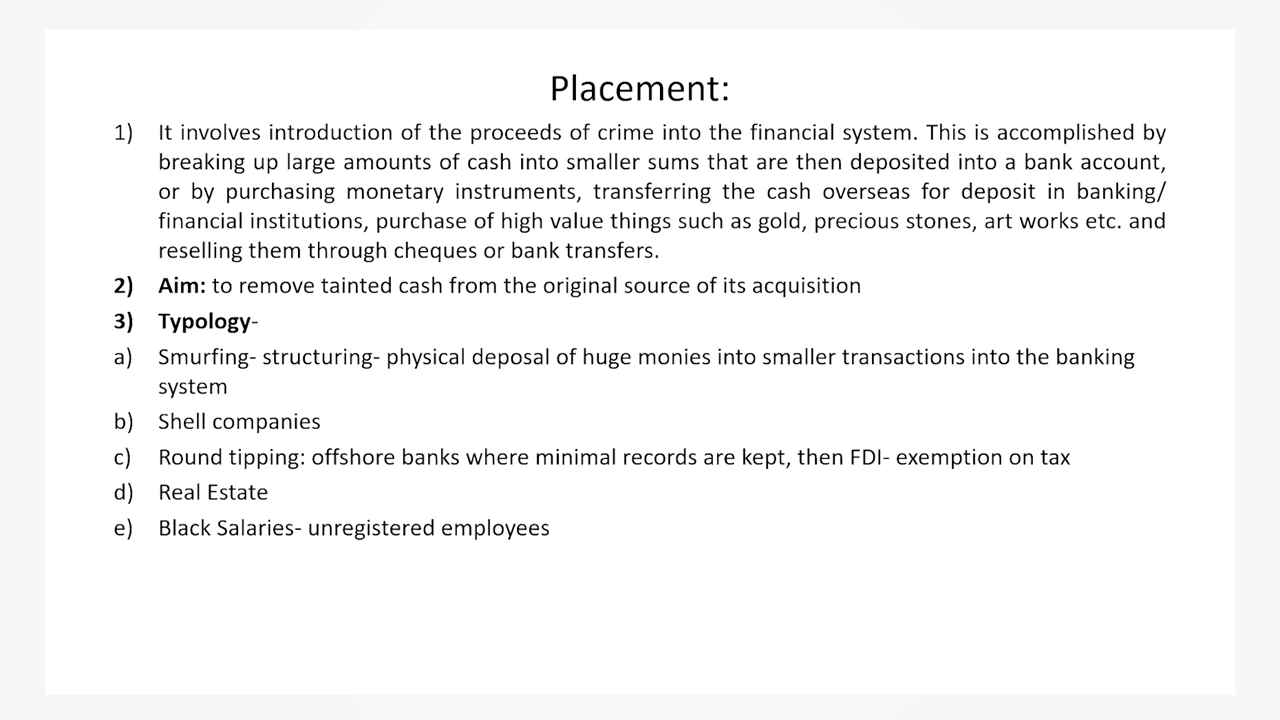 Placement:
1) It involves introduction of the proceeds of crime into the financial system. This is accomplished by
breaking up large amounts of cash into smaller sums that are then deposited into a bank account,
or by purchasing monetary instruments, transferring the cash overseas for deposit in banking/
financial institutions, purchase of high value things such as gold, precious stones, art works etc. and
reselling them through cheques or bank transfers.
2) Aim: to remove tainted cash from the original source of its acquisition
3) Typology-
a) Smurfing- structuring- physical deposal of huge monies into smaller transactions into the banking
system
b) Shell companies
c) Round tipping: offshore banks where minimal records are kept, then FDI- exemption on tax
d) Real Estate
e) Black Salaries- unregistered employees